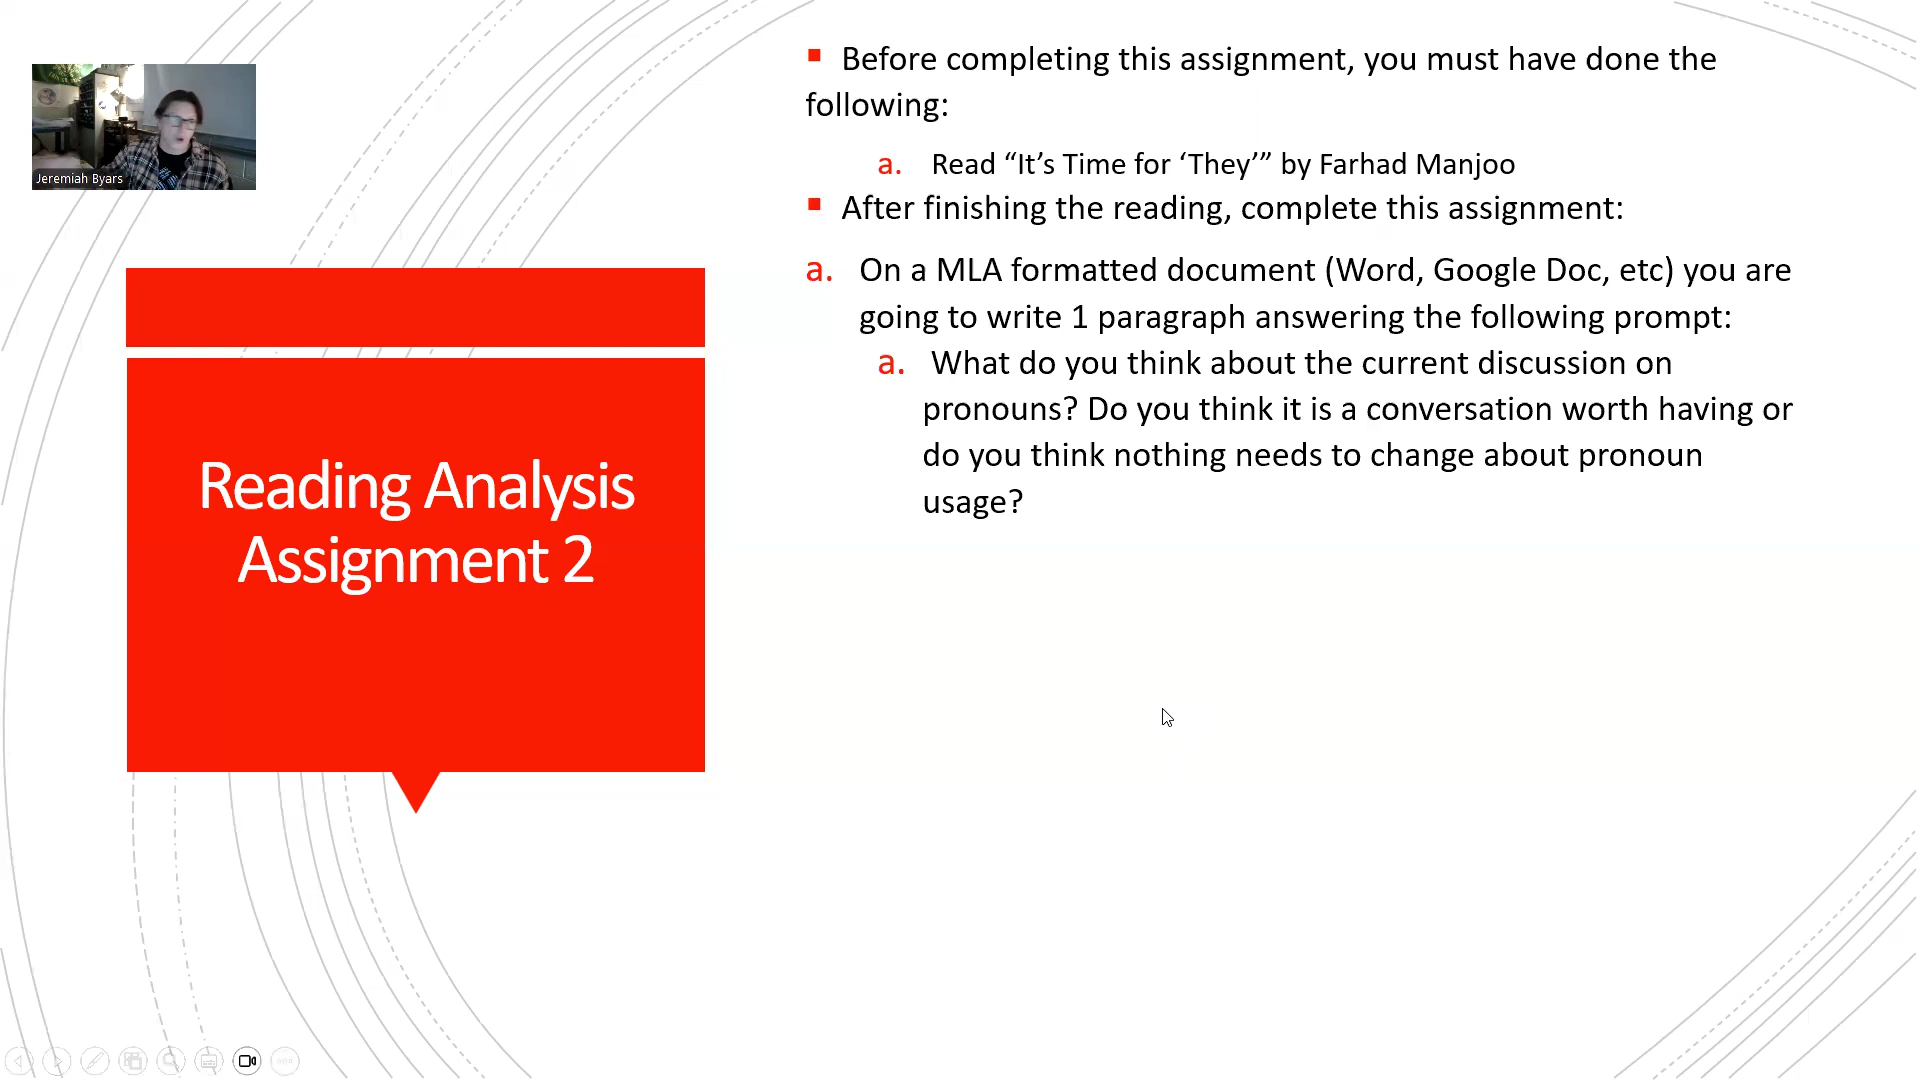 Jeremiah Byars
Reading Analysis
Assignment 2
▪ Before completing this assignment, you must have done the
following:
a. Read “It’s Time for ‘They’” by Farhad Manjoo
▪ After finishing the reading, complete this assignment:
a. On a MLA formatted document (Word, Google Doc, etc) you are
going to write 1 paragraph answering the following prompt:
a. What do you think about the current discussion on
pronouns? Do you think it is a conversation worth having or
do you think nothing needs to change about pronoun
usage?